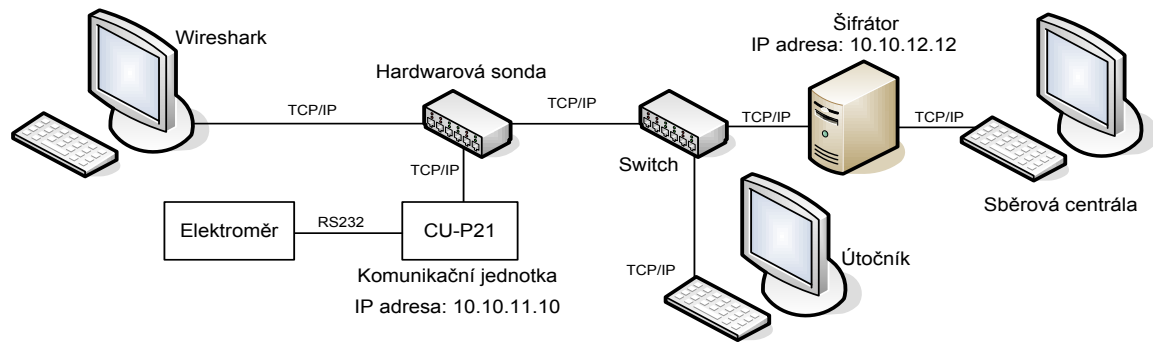 Wireshark
Šifrátor
IP adresa: 10.10.12.12
Hardwarová sonda
TCP/IP
TCP/IP
TCP/IP
TCP/IP
TCP/IP
Switch
Sběrová centrála
Elektroměr
RS232
CU-P21
Útočník
TCP/IP
Komunikační jednotka
IP adresa: 10.10.11.10